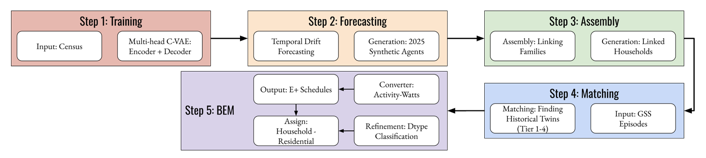 Step 1: Training
Input: Census
Multi-head C-VAE:
Encoder + Decoder
Step 2: Forecasting
Temporal Drift
Forecasting
Generation: 2025
Synthetic Agents
Step 3: Assembly
Assembly: Linking
Families
Generation: Linked
Households
Step 4: Matching
Matching: Finding
Historical Twins
(Tier 1-4)
Input: GSS
Episodes
Step 5: BEM
Output: E+ Schedules
Converter:
Activity-Watts
Assign:
Household -
Residential
Refinement: Dtype
Classification